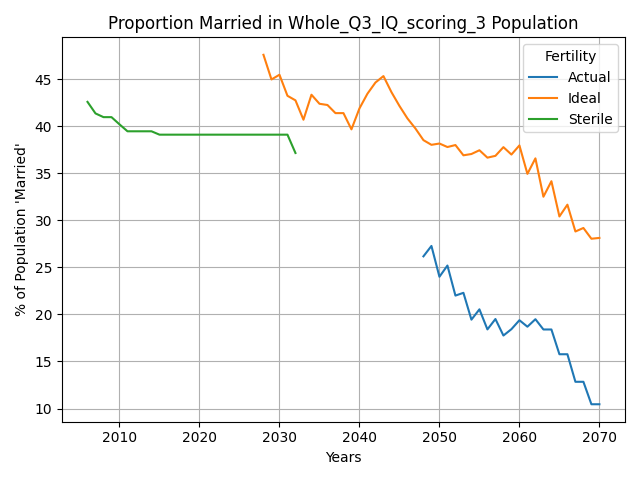 Proportion Married in Whole_Q3_IQ_scoring_3 Population
% of Population 'Married'
45
40
35
30
25
20
15
10
Fertility
Actual
Ideal
Sterile
2010 2020 2030 2040 2050 2060 2070
Years